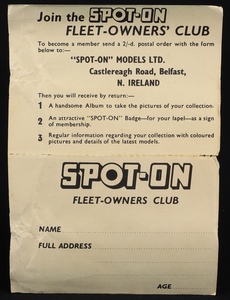 Join the SPOT-ON
FLEET-OWNERS' CLUB
To become a member send a 2/-d. postal order with the form
below to:—
"SPOT-ON" MODELS LTD.
Castlereagh Road, Belfast,
N. IRELAND
Then you will receive by return:—
1 A handsome Album to take the pictures of your collection.
2 An attractive "SPOT-ON" Badge—for your lapel—as a sign
of membership.
3 Regular information regarding your collection with coloured
pictures and details of the latest models.
SPOT-ON
FLEET-OWNERS CLUB
NAME
FULL ADDRESS
AGE